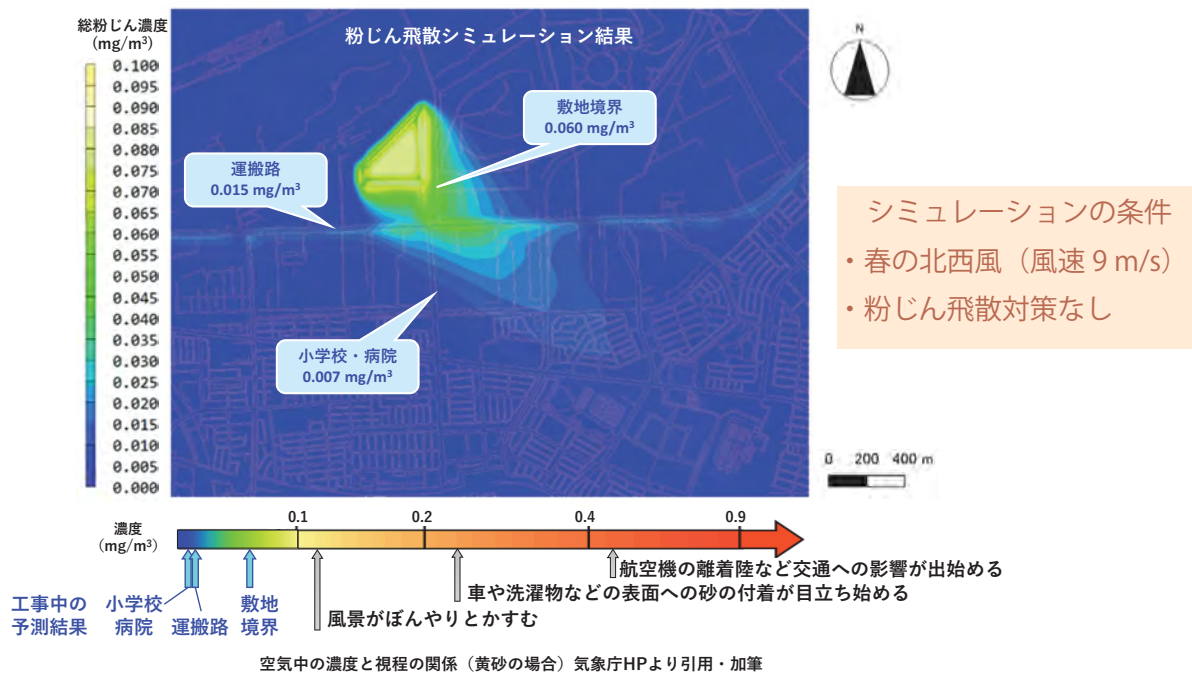 総粉じん濃度
(mg/m³)
0.100
0.095
0.090
0.085
0.080
0.075
0.070
0.065
0.060
0.055
0.050
0.045
0.040
0.035
0.030
0.025
0.020
0.015
0.010
0.005
0.000
粉じん飛散シミュレーション結果
敷地境界
0.060 mg/m³
運搬路
0.015 mg/m³
小学校・病院
0.007 mg/m³
N
シミュレーションの条件
・春の北西風（風速 9 m/s）
・粉じん飛散対策なし
0 200 400 m
濃度
(mg/m³)
0.1 0.2 0.4 0.9
航空機の離着陸など交通への影響が出始める
車や洗濯物などの表面への砂の付着が目立ち始める
風景がぼんやりとかすむ
工事中の
予測結果
小学校
病院
運搬路
敷地
境界
空気中の濃度と視程の関係（黄砂の場合）気象庁HPより引用・加筆